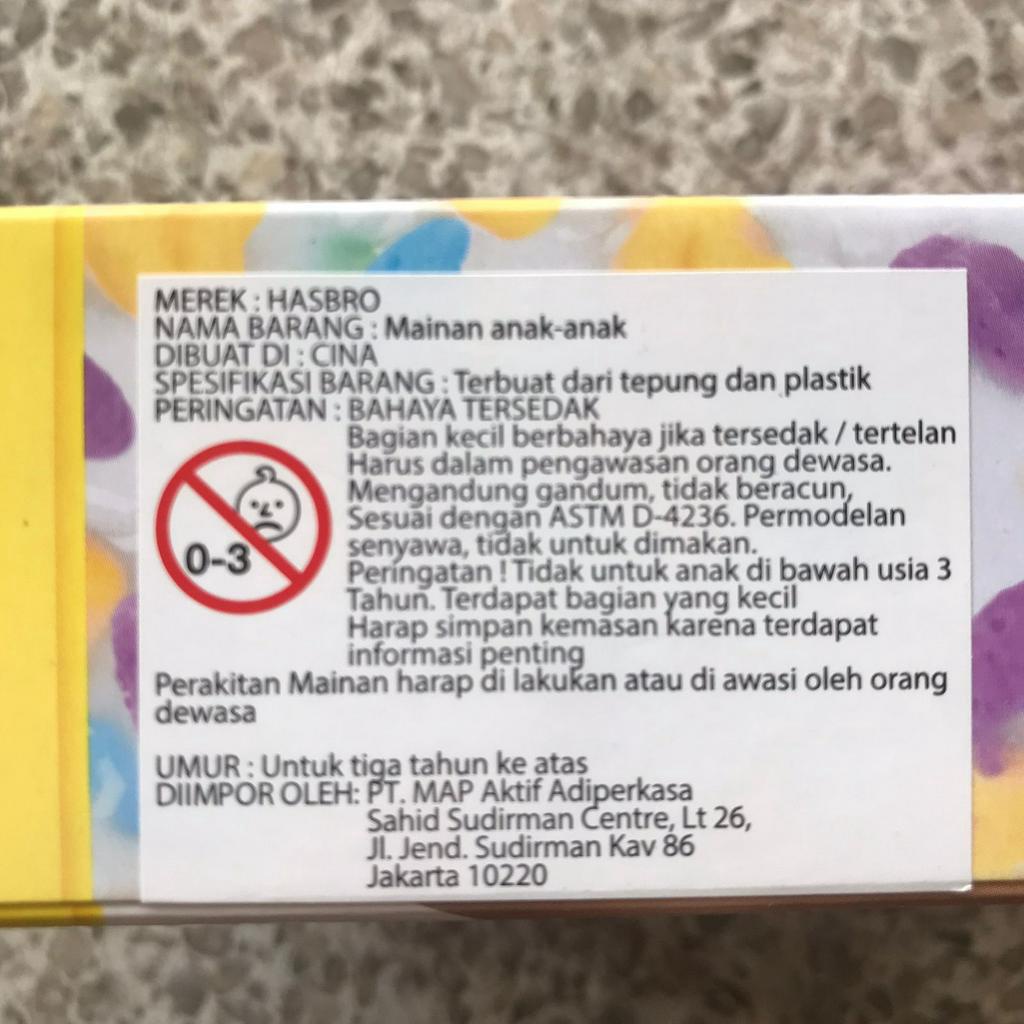 MEREK : HASBRO
NAMA BARANG : Mainan anak-anak
DIBUAT DI : CINA
SPESIFIKASI BARANG : Terbuat dari tepung dan plastik
PERINGATAN : BAHAYA TERSEDAK
Bagian kecil berbahaya jika tersedak / tertelan
Harus dalam pengawasan orang dewasa.
Mengandung gandum, tidak beracun,
Sesuai dengan ASTM D-4236. Permodelan
senyawa, tidak untuk dimakan.
Peringatan ! Tidak untuk anak di bawah usia 3
Tahun. Terdapat bagian yang kecil
Harap simpan kemasan karena terdapat
informasi penting
0-3
Perakitan Mainan harap di lakukan atau di awasi oleh orang
dewasa
UMUR : Untuk tiga tahun ke atas
DIIMPOR OLEH: PT. MAP Aktif Adiperkasa
Sahid Sudirman Centre, Lt 26,
Jl. Jend. Sudirman Kav 86
Jakarta 10220